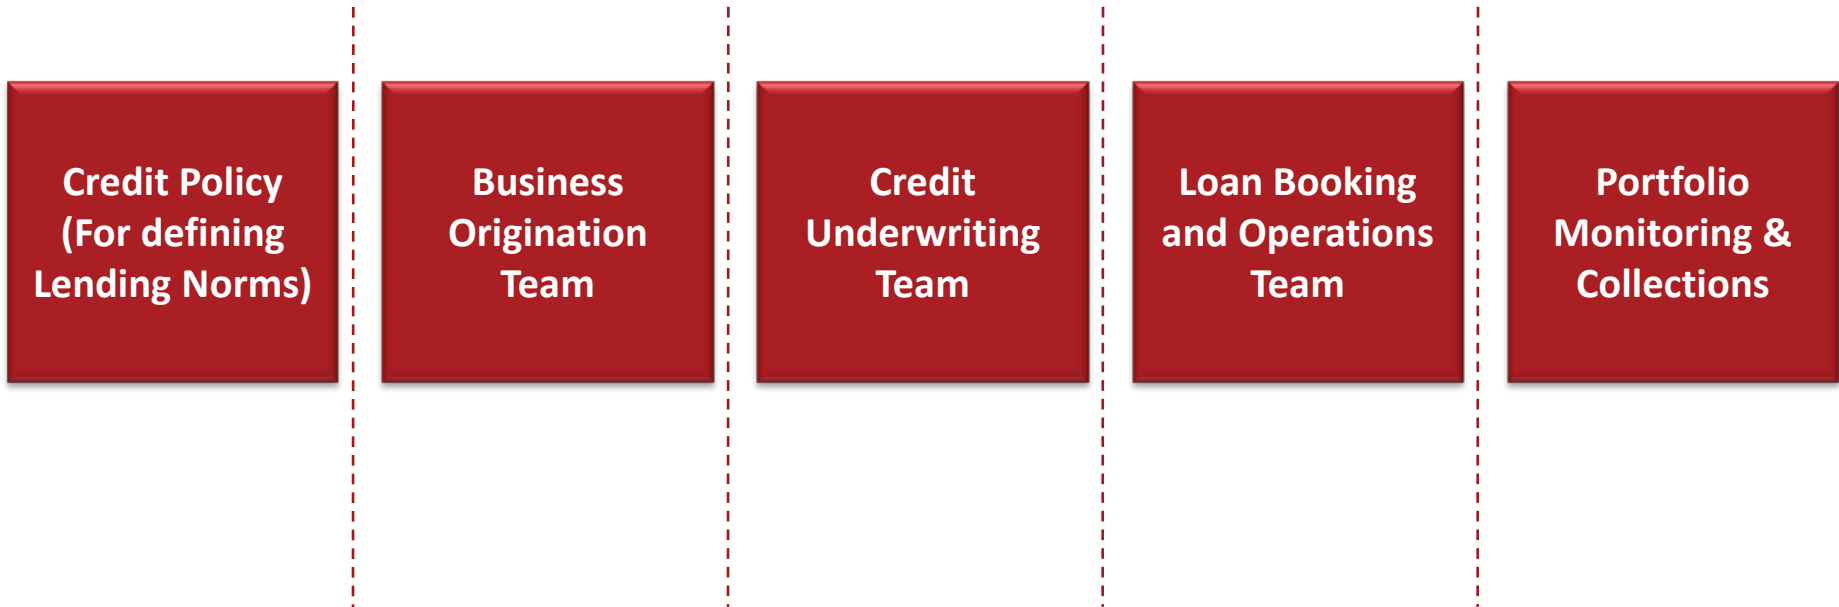 Credit Policy
(For defining
Lending Norms)
Business
Origination
Team
Credit
Underwriting
Team
Loan Booking
and Operations
Team
Portfolio
Monitoring &
Collections